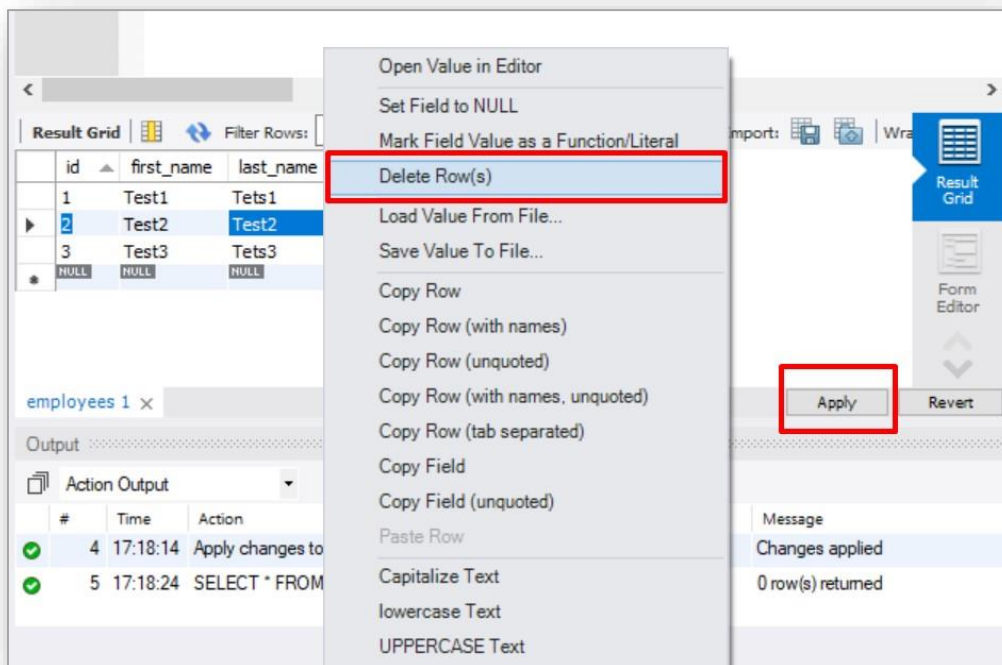 Open Value in Editor
Set Field to NULL
Result Grid Filter Rows: mport: Wra
Mark Field Value as a Function/Literal
Delete Row(s)
Load Value From File...
Save Value To File...
Copy Row
Copy Row (with names)
Copy Row (unquoted)
Copy Row (with names, unquoted)
Copy Row (tab separated)
Copy Field
Copy Field (unquoted)
Paste Row
Capitalize Text
lowercase Text
UPPERCASE Text
id first_name last_name
1 Test1 Tets1
2 Test2 Test2
3 Test3 Tets3
NULL NULL NULL
Result
Grid
Form
Editor
employees 1
Apply Revert
Output
Action Output
# Time Action Message
4 17:18:14 Apply changes to Changes applied
5 17:18:24 SELECT * FROM 0 row(s) returned